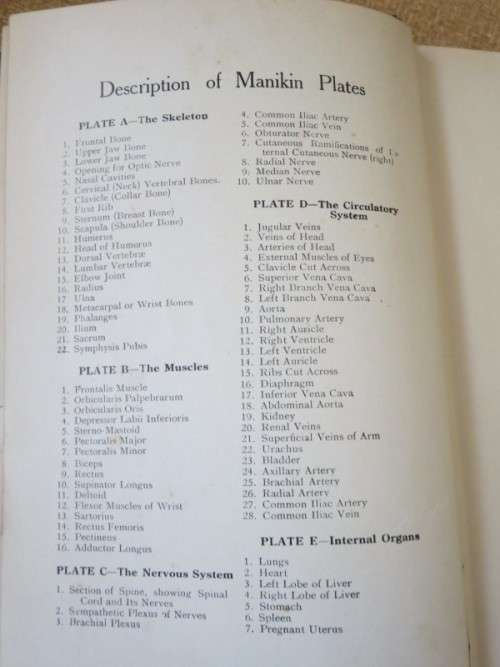 Description of Manikin Plates
PLATE A—The Skeleton
1. Frontal Bone
2. Upper Jaw Bone
3. Lower Jaw Bone
4. Opening for Optic Nerve
5. Nasal Cavities
6. Cervical (Neck) Vertebral Bones.
7. Clavicle (Collar Bone)
8. First Rib
9. Sternum (Breast Bone)
10. Scapula (Shoulder Bone)
11. Humerus
12. Head of Humerus
13. Dorsal Vertebræ
14. Lumbar Vertebræ
15. Elbow Joint
16. Radius
17. Ulna
18. Metacarpal or Wrist Bones
19. Phalanges
20. Ilium
21. Sacrum
22. Symphysis Pubis
PLATE B—The Muscles
1. Frontalis Muscle
2. Orbicularis Palpebrarum
3. Orbicularis Oris
4. Depressor Labii Inferioris
5. Sterno-Mastoid
6. Pectoralis Major
7. Pectoralis Minor
8. Biceps
9. Rectus
10. Supinator Longus
11. Deltoid
12. Flexor Muscles of Wrist
13. Sartorius
14. Rectus Femoris
15. Pectineus
16. Adductor Longus
PLATE C—The Nervous System
1. Section of Spine, showing Spinal
Cord and Its Nerves
2. Sympathetic Plexus of Nerves
3. Brachial Plexus
4. Common Iliac Artery
5. Common Iliac Vein
6. Obturator Nerve
7. Cutaneous Ramifications of
ternal Cutaneous Nerve (right)
8. Radial Nerve
9. Median Nerve
10. Ulnar Nerve
PLATE D—The Circulatory
System
1. Jugular Veins
2. Veins of Head
3. Arteries of Head
4. External Muscles of Eyes
5. Clavicle Cut Across
6. Superior Vena Cava
7. Right Branch Vena Cava
8. Left Branch Vena Cava
9. Aorta
10. Pulmonary Artery
11. Right Auricle
12. Right Ventricle
13. Left Ventricle
14. Left Auricle
15. Ribs Cut Across
16. Diaphragm
17. Inferior Vena Cava
18. Abdominal Aorta
19. Kidney
20. Renal Veins
21. Superficial Veins of Arm
22. Urachus
23. Bladder
24. Axillary Artery
25. Brachial Artery
26. Radial Artery
27. Common Iliac Artery
28. Common Iliac Vein
PLATE E—Internal Organs
1. Lungs
2. Heart
3. Left Lobe of Liver
4. Right Lobe of Liver
5. Stomach
6. Spleen
7. Pregnant Uterus